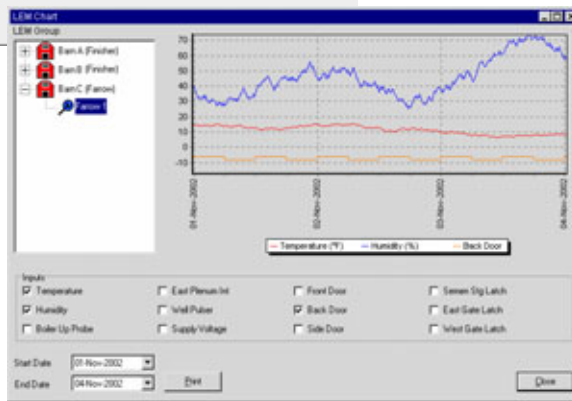 LEM Chart
LEM Group
Barn A (Finisher)
Barn B (Finisher)
Barn C (Farrow)
Farrow 1
70
60
50
40
30
20
10
0
-10
01-Nov-2002
02-Nov-2002
03-Nov-2002
04-Nov-2002
Temperature (°F) Humidity (%) Back Door
Inputs
Temperature East Plenum Int Front Door Semen Stg Latch
Humidity Well Pulser Back Door East Gate Latch
Boiler Up Probe Supply Voltage Side Door West Gate Latch
Start Date 01-Nov-2002
End Date 04-Nov-2002 Print Close